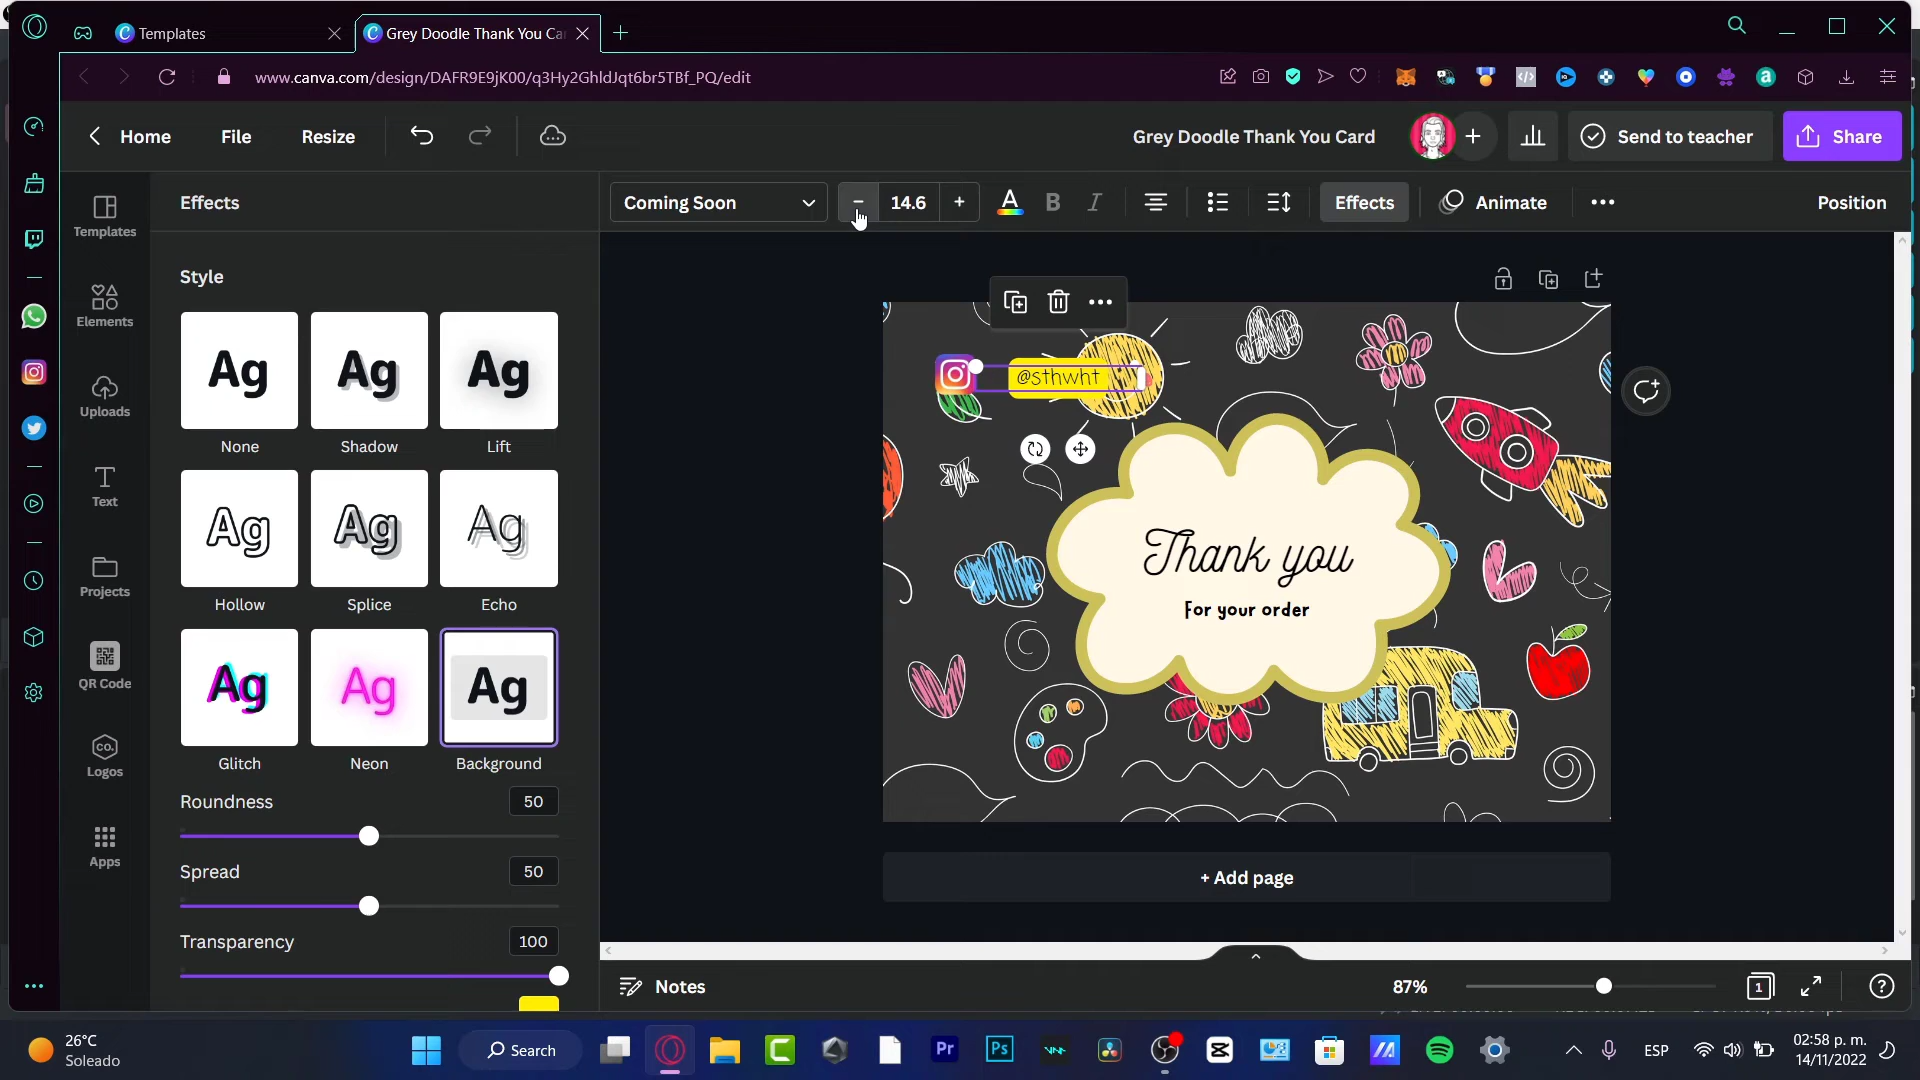 Templates
Grey Doodle Thank You Ca
www.canva.com/design/DAFR9E9jK00/q3Hy2GhldJqt6br5TBf_PQ/edit
Home
File
Resize
Grey Doodle Thank You Card
Send to teacher
Share
Effects
Coming Soon
14.6
A
B
I
Effects
Animate
Position
Templates
Elements
Uploads
Text
Projects
QR Code
Logos
Apps
Style
Ag
Ag
Ag
None
Shadow
Lift
Ag
Ag
Ag
Hollow
Splice
Echo
Ag
Ag
Ag
Glitch
Neon
Background
Roundness
50
Spread
50
Transparency
100
@sthwht
Thank you
For your order
+ Add page
Notes
87%
1
26°C
Soleado
Search
Pr
Ps
ESP
02:58 p. m.
14/11/2022